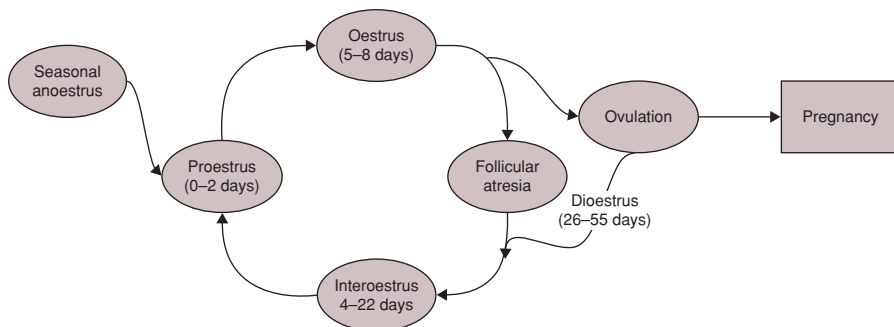 Oestrus
(5–8 days)
Seasonal
anoestrus
Ovulation
Pregnancy
Proestrus
(0–2 days)
Follicular
atresia
Dioestrus
(26–55 days)
Interoestrus
4–22 days